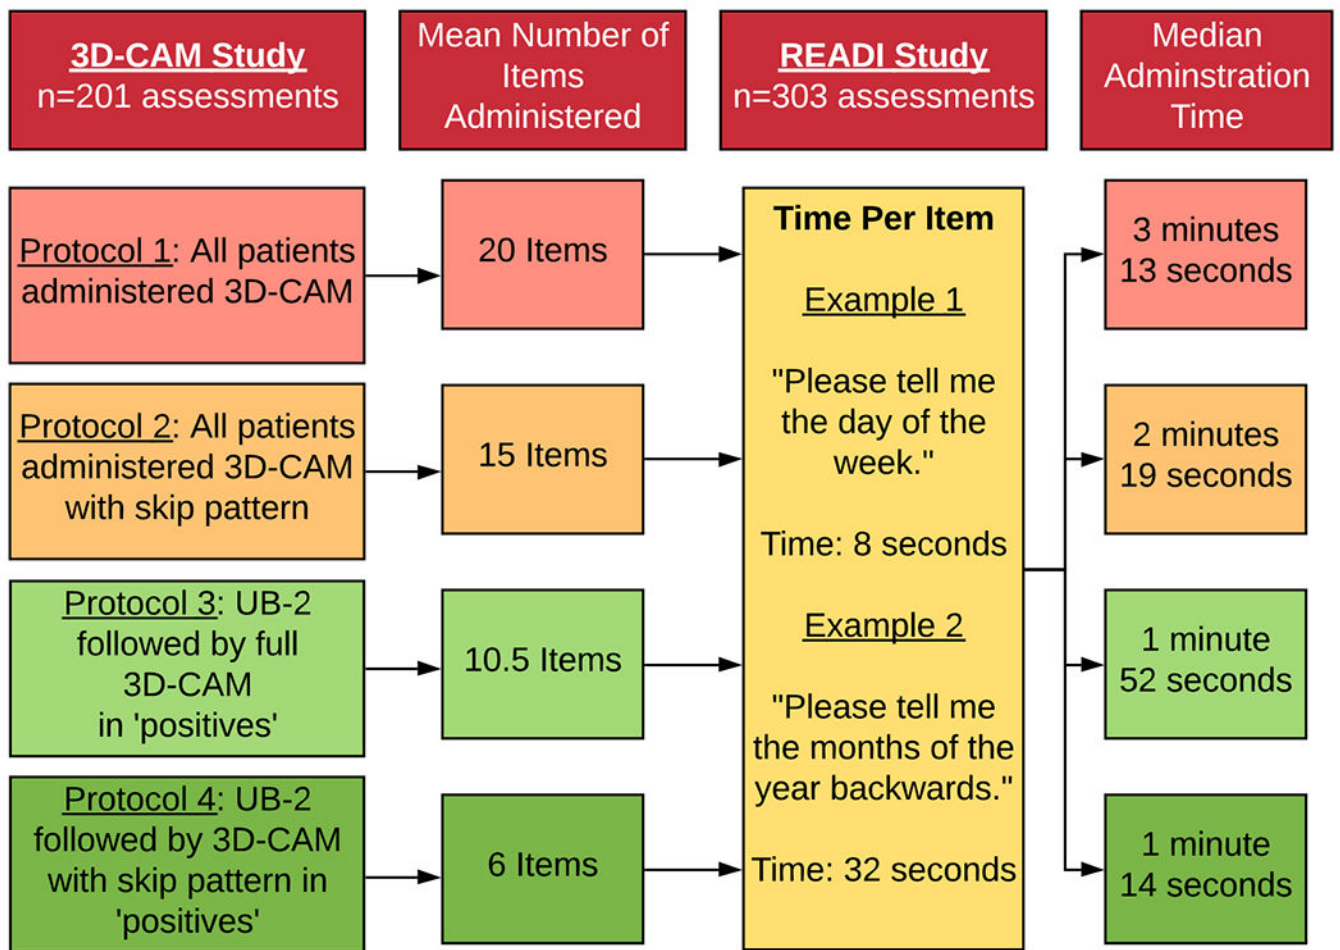 3D-CAM Study
n=201 assessments
Mean Number of
Items
Administered
READI Study
n=303 assessments
Median
Adminstration
Time
Protocol 1: All patients
administered 3D-CAM
20 Items
Time Per Item
Example 1
"Please tell me
the day of the
week."
Time: 8 seconds
Example 2
"Please tell me
the months of the
year backwards."
Time: 32 seconds
3 minutes
13 seconds
Protocol 2: All patients
administered 3D-CAM
with skip pattern
15 Items
2 minutes
19 seconds
Protocol 3: UB-2
followed by full
3D-CAM
in 'positives'
10.5 Items
1 minute
52 seconds
Protocol 4: UB-2
followed by 3D-CAM
with skip pattern in
'positives'
6 Items
1 minute
14 seconds